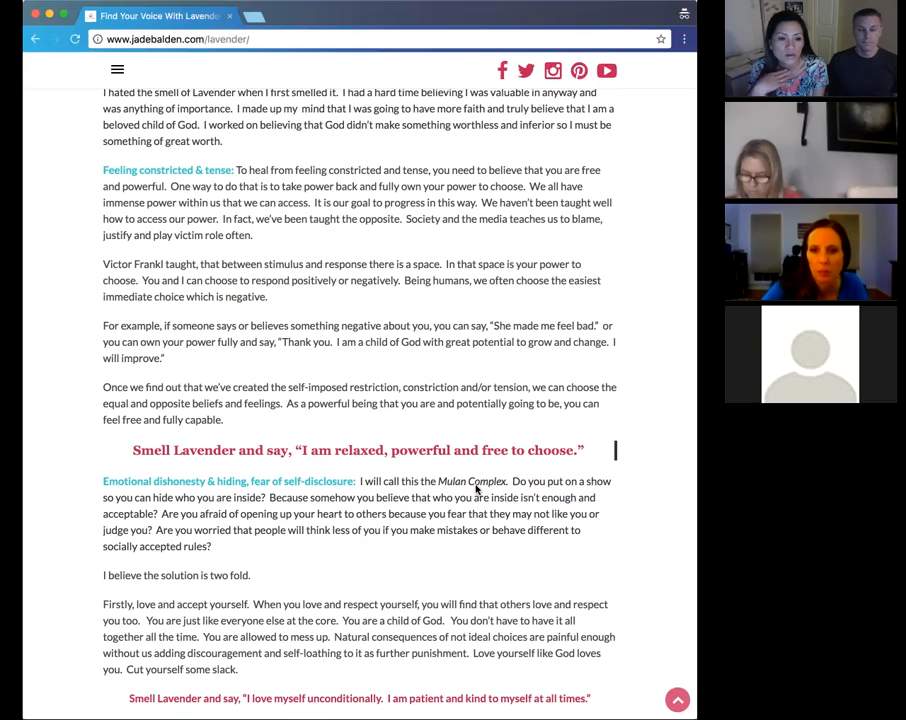 Find Your Voice With Lavende
www.jadebalden.com/lavender/
I hated the smell of Lavender when I first smelled it. I had a hard time believing I was valuable in anyway and
was anything of importance. I made up my mind that I was going to have more faith and truly believe that I am a
beloved child of God. I worked on believing that God didn't make something worthless and inferior so I must be
something of great worth.
Feeling constricted & tense: To heal from feeling constricted and tense, you need to believe that you are free
and powerful. One way to do that is to take power back and fully own your power to choose. We all have
immense power within us that we can access. It is our goal to progress in this way. We haven't been taught well
how to access our power. In fact, we've been taught the opposite. Society and the media teaches us to blame,
justify and play victim role often.
Victor Frankl taught, that between stimulus and response there is a space. In that space is your power to
choose. You and I can choose to respond positively or negatively. Being humans, we often choose the easiest
immediate choice which is negative.
For example, if someone says or believes something negative about you, you can say, "She made me feel bad." or
you can own your power fully and say, "Thank you. I am a child of God with great potential to grow and change. I
will improve."
Once we find out that we've created the self-imposed restriction, constriction and/or tension, we can choose the
equal and opposite beliefs and feelings. As a powerful being that you are and potentially going to be, you can
feel free and fully capable.
Smell Lavender and say, "I am relaxed, powerful and free to choose."
Emotional dishonesty & hiding, fear of self-disclosure: I will call this the Mulan Complex. Do you put on a show
so you can hide who you are inside? Because somehow you believe that who you are inside isn't enough and
acceptable? Are you afraid of opening up your heart to others because you fear that they may not like you or
judge you? Are you worried that people will think less of you if you make mistakes or behave different to
socially accepted rules?
I believe the solution is two fold.
Firstly, love and accept yourself. When you love and respect yourself, you will find that others love and respect
you too. You are just like everyone else at the core. You are a child of God. You don't have to have it all
together all the time. You are allowed to mess up. Natural consequences of not ideal choices are painful enough
without us adding discouragement and self-loathing to it as further punishment. Love yourself like God loves
you. Cut yourself some slack.
Smell Lavender and say, "I love myself unconditionally. I am patient and kind to myself at all times."